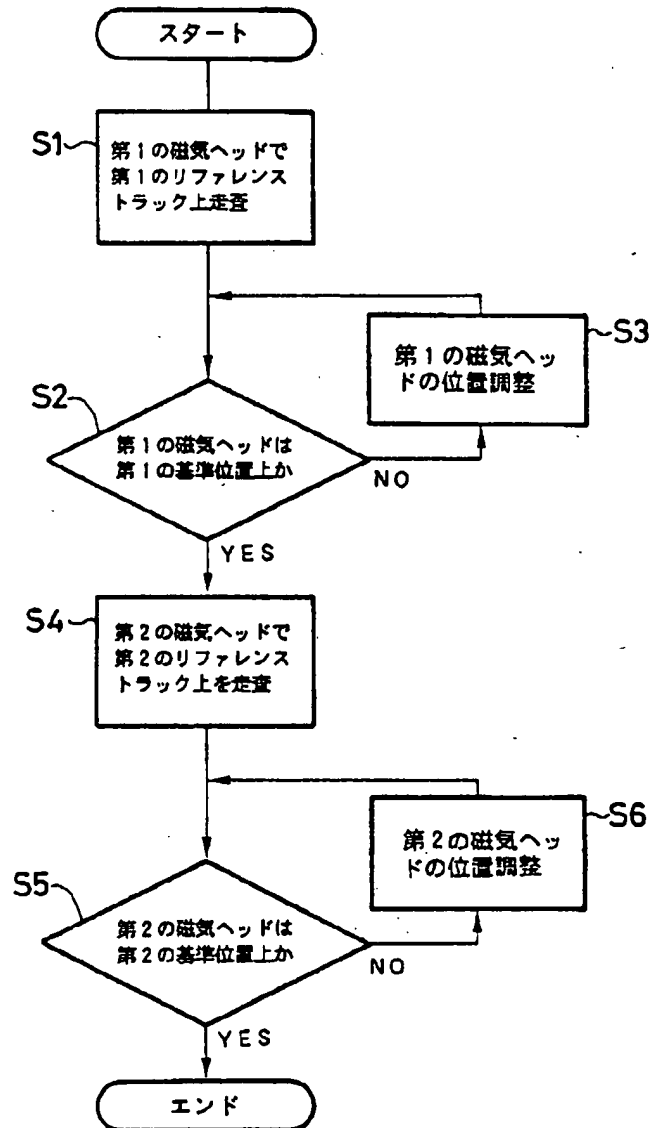 スタート
S1
第1の磁気ヘッドで
第1のリファレンス
トラック上走査
S3
第1の磁気ヘッ
ドの位置調整
S2
第1の磁気ヘッドは
第1の基準位置上か
NO
YES
S4
第2の磁気ヘッドで
第2のリファレンス
トラック上を走査
S6
第2の磁気ヘッ
ドの位置調整
S5
第2の磁気ヘッドは
第2の基準位置上か
NO
YES
エンド